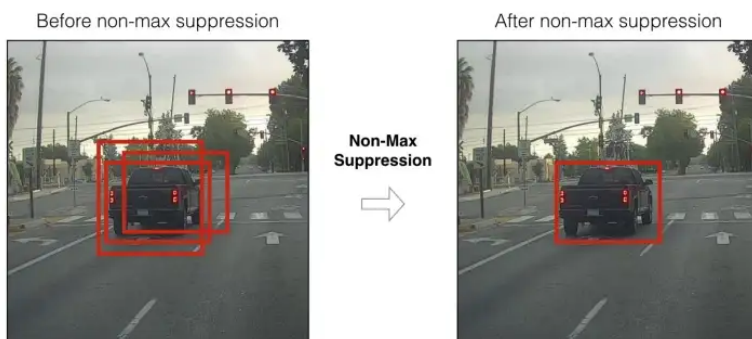 Before non-max suppression
After non-max suppression
Non-Max
Suppression